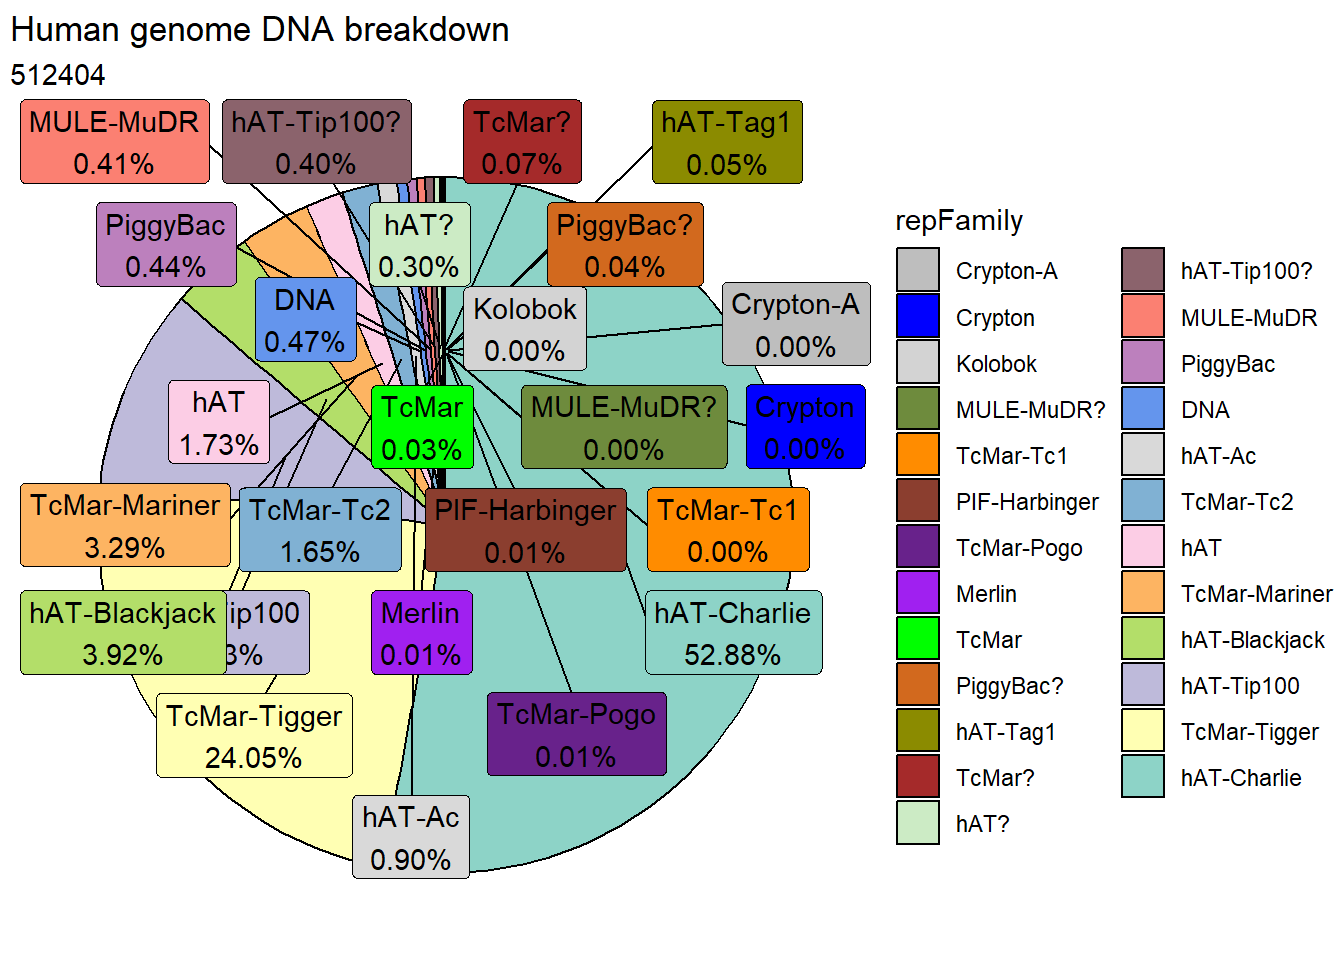 Human genome DNA breakdown
512404
MULE-MuDR
0.41%
hAT-Tip100?
0.40%
TcMar?
0.07%
hAT-Tag1
0.05%
PiggyBac
0.44%
hAT?
0.30%
PiggyBac?
0.04%
DNA
0.47%
Kolobok
0.00%
Crypton-A
0.00%
hAT
1.73%
TcMar
0.03%
MULE-MuDR?
0.00%
Crypton
0.00%
TcMar-Mariner
3.29%
TcMar-Tc2
1.65%
PIF-Harbinger
0.01%
TcMar-Tc1
0.00%
hAT-Blackjack
3.92%
ip100
3%
Merlin
0.01%
hAT-Charlie
52.88%
TcMar-Tigger
24.05%
TcMar-Pogo
0.01%
hAT-Ac
0.90%
repFamily
Crypton-A
Crypton
Kolobok
MULE-MuDR?
TcMar-Tc1
PIF-Harbinger
TcMar-Pogo
Merlin
TcMar
PiggyBac?
hAT-Tag1
TcMar?
hAT?
hAT-Tip100?
MULE-MuDR
PiggyBac
DNA
hAT-Ac
TcMar-Tc2
hAT
TcMar-Mariner
hAT-Blackjack
hAT-Tip100
TcMar-Tigger
hAT-Charlie